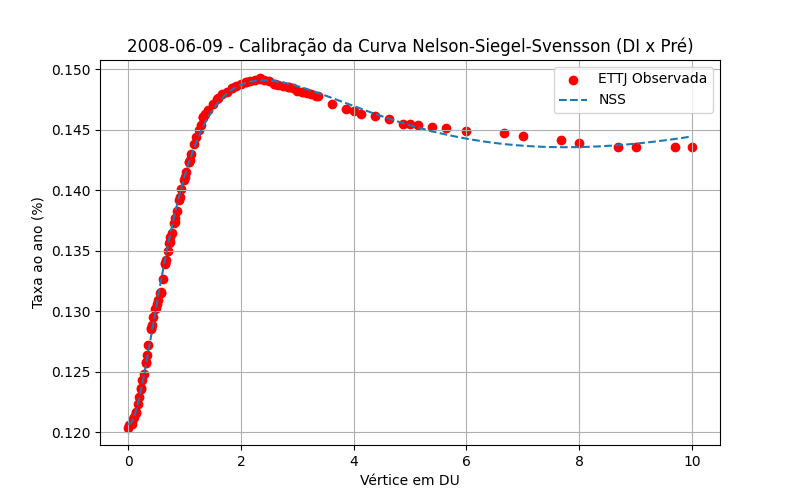 2008-06-09 - Calibração da Curva Nelson-Siegel-Svensson (DI x Pré)
ETTJ Observada
NSS
Taxa ao ano (%)
0.150
0.145
0.140
0.135
0.130
0.125
0.120
0 2 4 6 8 10
Vértice em DU